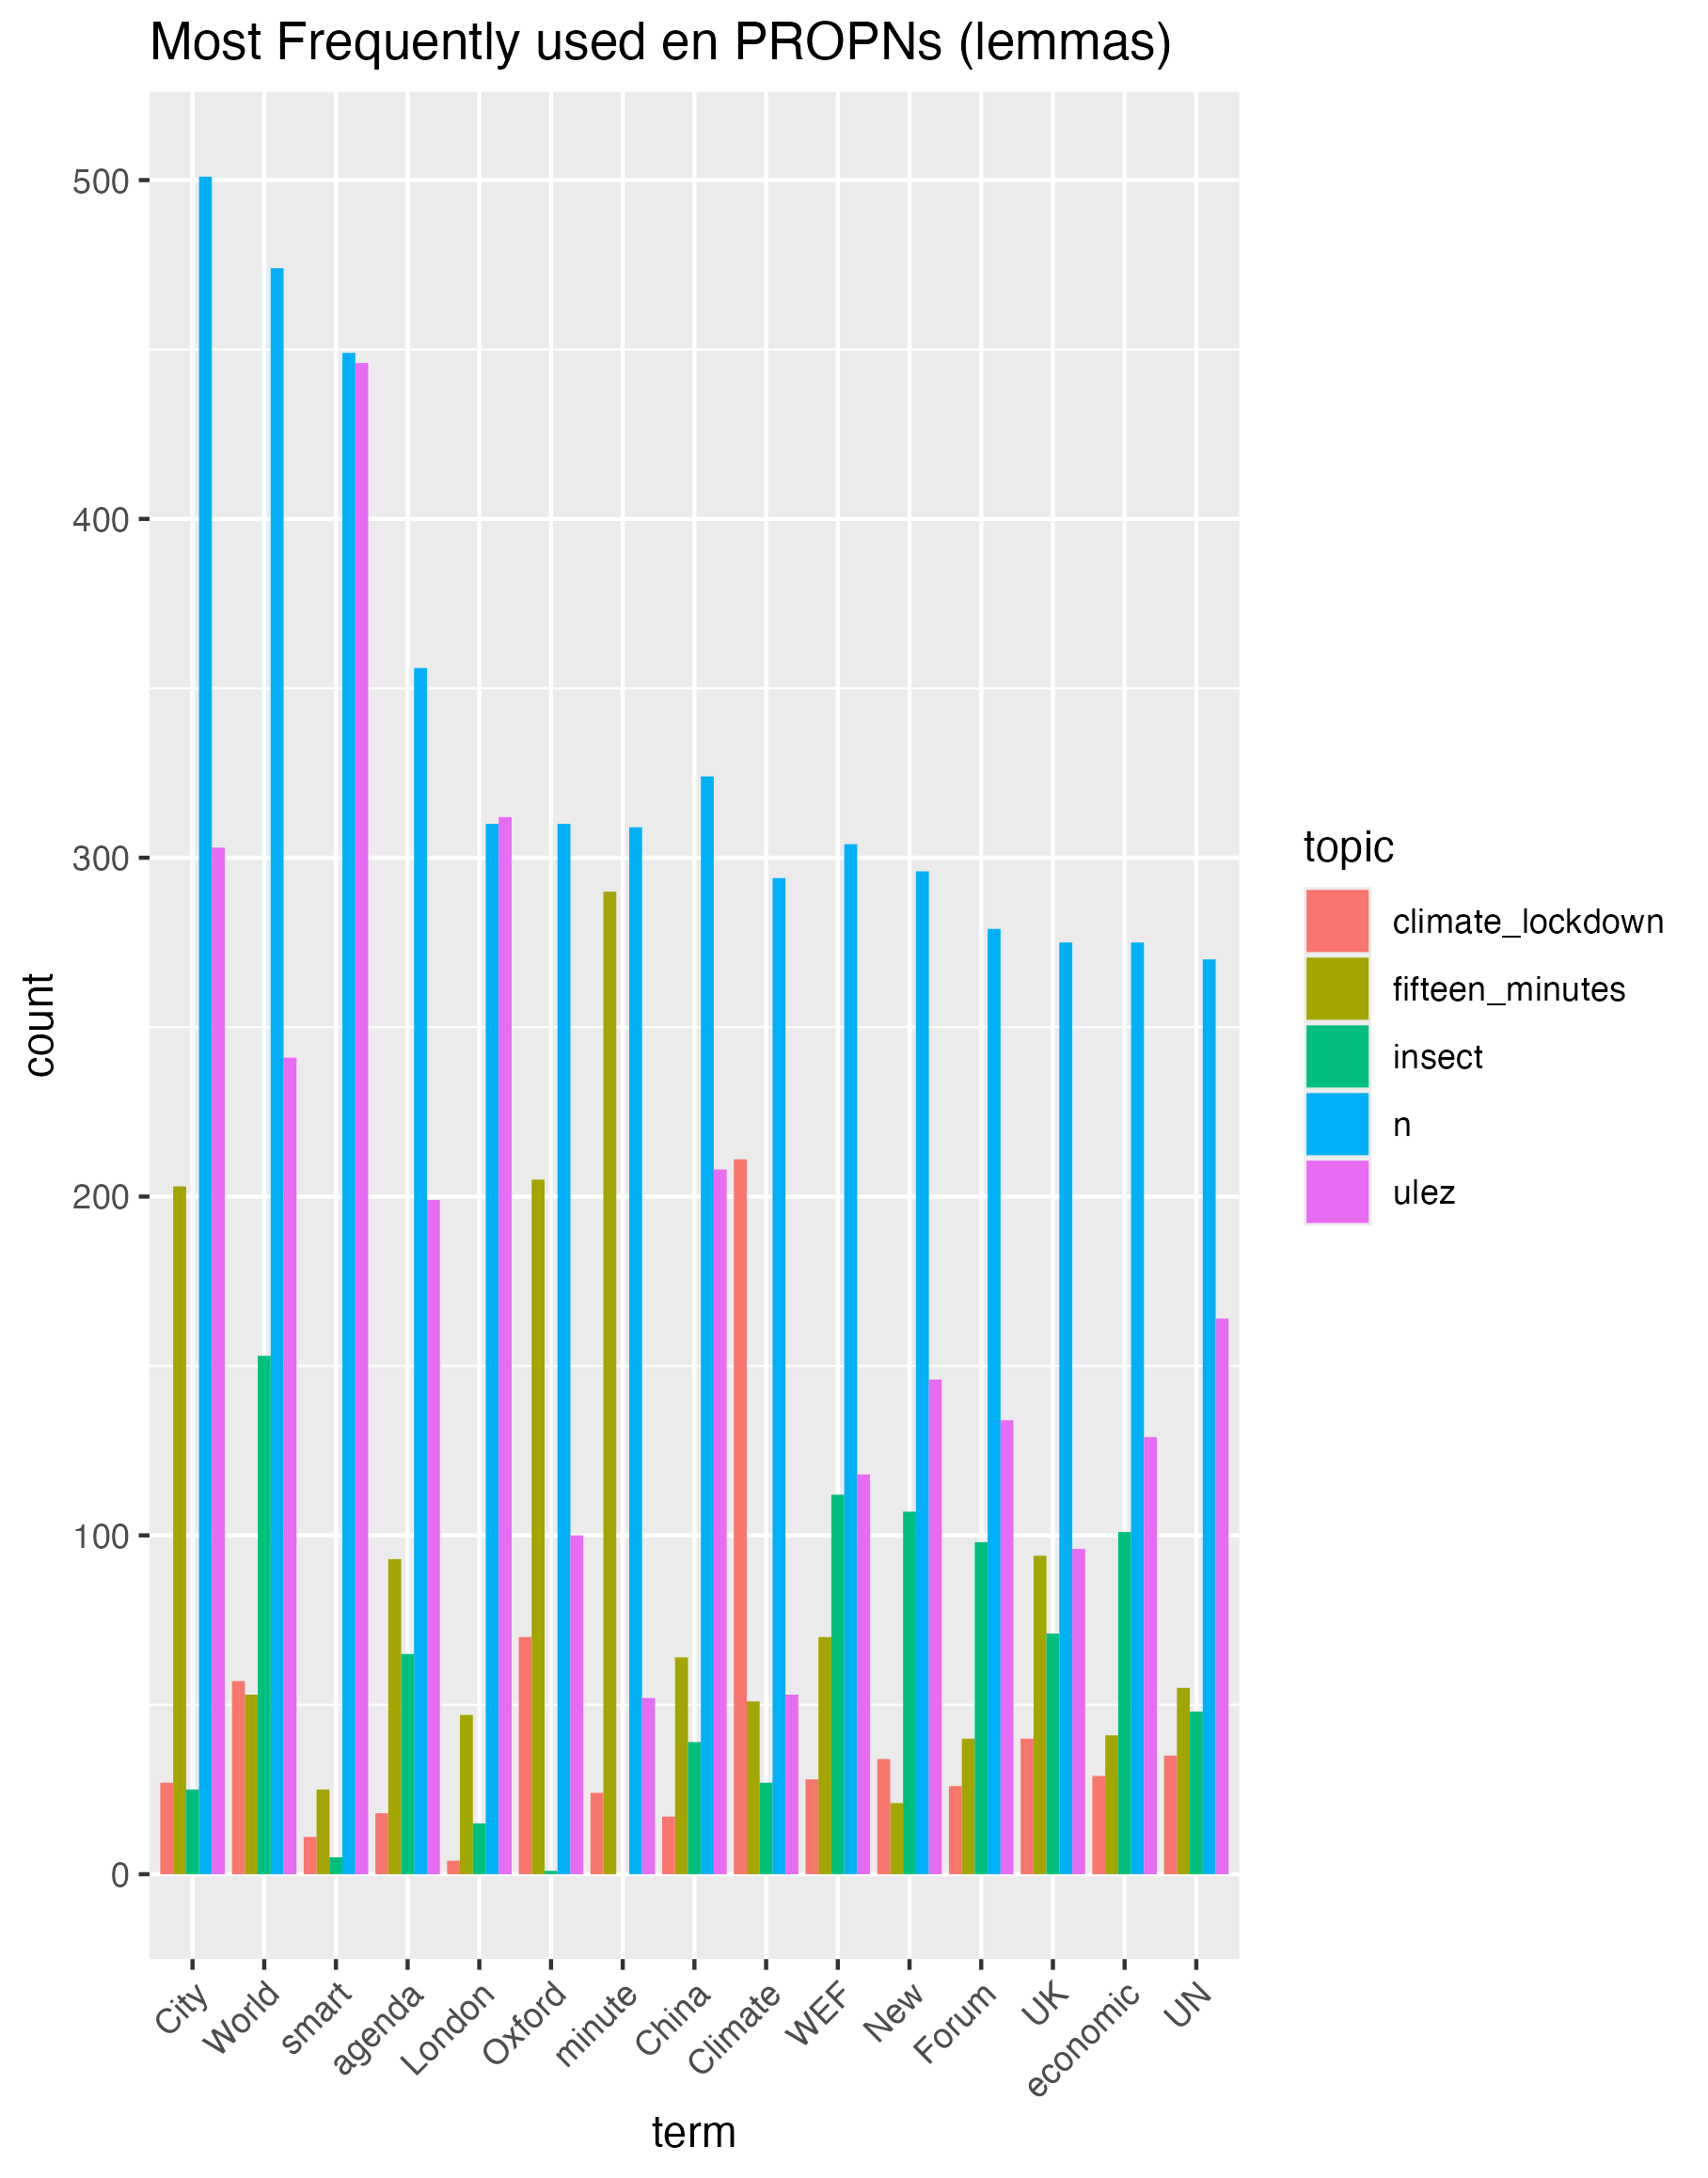 Most Frequently used en PROPNs (lemmas)
500
400
300
200
100
0
count
City
World
smart
agenda
London
Oxford
minute
China
Climate
WEF
New
Forum
UK
economic
UN
term
topic
climate_lockdown
fifteen_minutes
insect
n
ulez